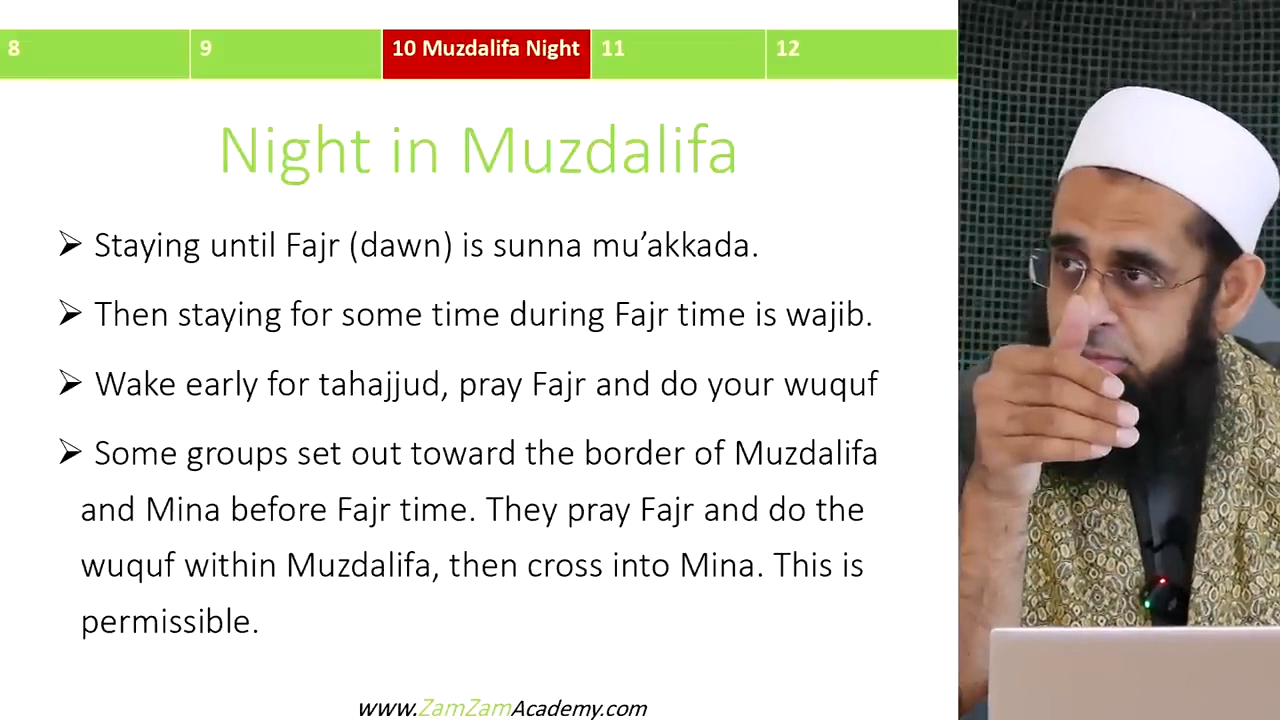 8
9
10 Muzdalifa Night
11
12
Night in Muzdalifa
➢ Staying until Fajr (dawn) is sunna mu’akkada.
➢ Then staying for some time during Fajr time is wajib.
➢ Wake early for tahajjud, pray Fajr and do your wuquf
➢ Some groups set out toward the border of Muzdalifa
and Mina before Fajr time. They pray Fajr and do the
wuquf within Muzdalifa, then cross into Mina. This is
permissible.
www.ZamZamAcademy.com